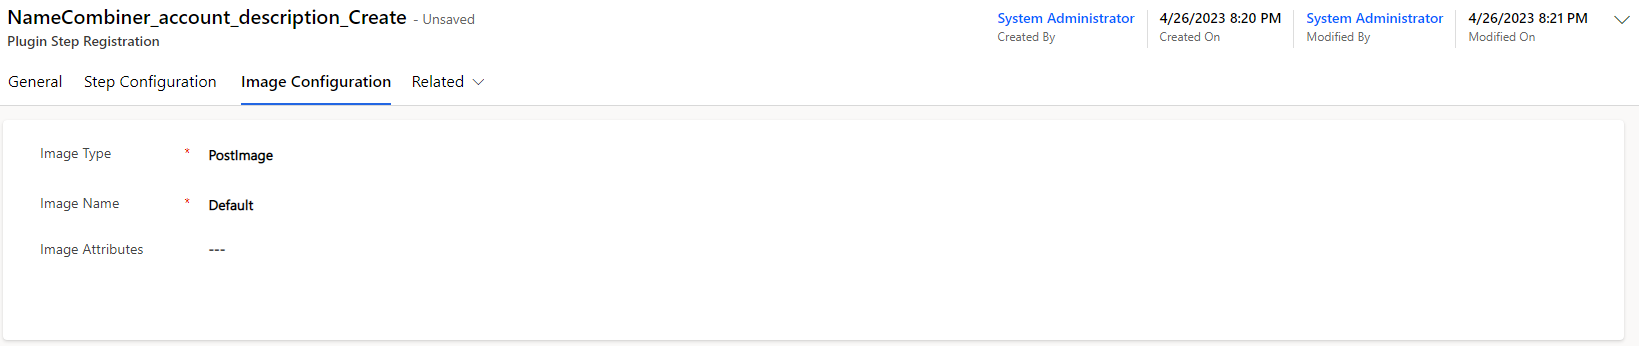 NameCombiner_account_description_Create - Unsaved
Plugin Step Registration
System Administrator
Created By
4/26/2023 8:20 PM
Created On
System Administrator
Modified By
4/26/2023 8:21 PM
Modified On
General Step Configuration Image Configuration Related
Image Type * PostImage
Image Name * Default
Image Attributes ---